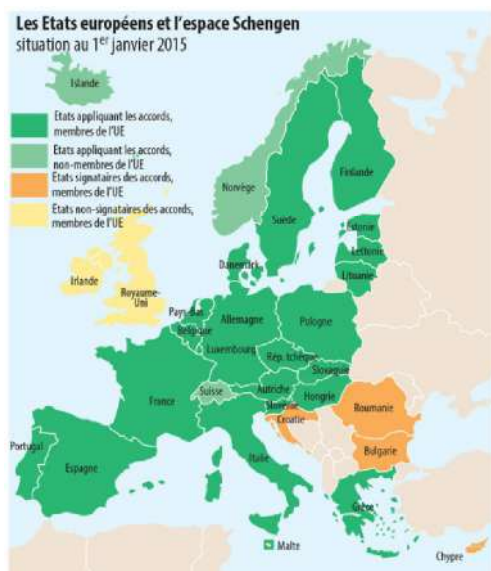 Les Etats européens et l'espace Schengen
situation au 1er janvier 2015
Islande
Etats appliquant les accords,
membres de l'UE
Etats appliquant les accords,
non-membres de l'UE
États signataires des accords,
membres de l'UE
États non-signataires des accords,
membres de l'UE
Norvège
Finlande
Suède
Estonie
Lettonie
Lituanie
Danemark
Irlande
Royaume-
Uni
Pays-Bas
Belgique
Allemagne
Pologne
Luxembourg
Rép. tchèque
Slovaquie
France
Suisse
Autriche
Hongrie
Slovénie
Croatie
Roumanie
Bulgarie
Portugal
Espagne
Italie
Grèce
Malte
Chypre